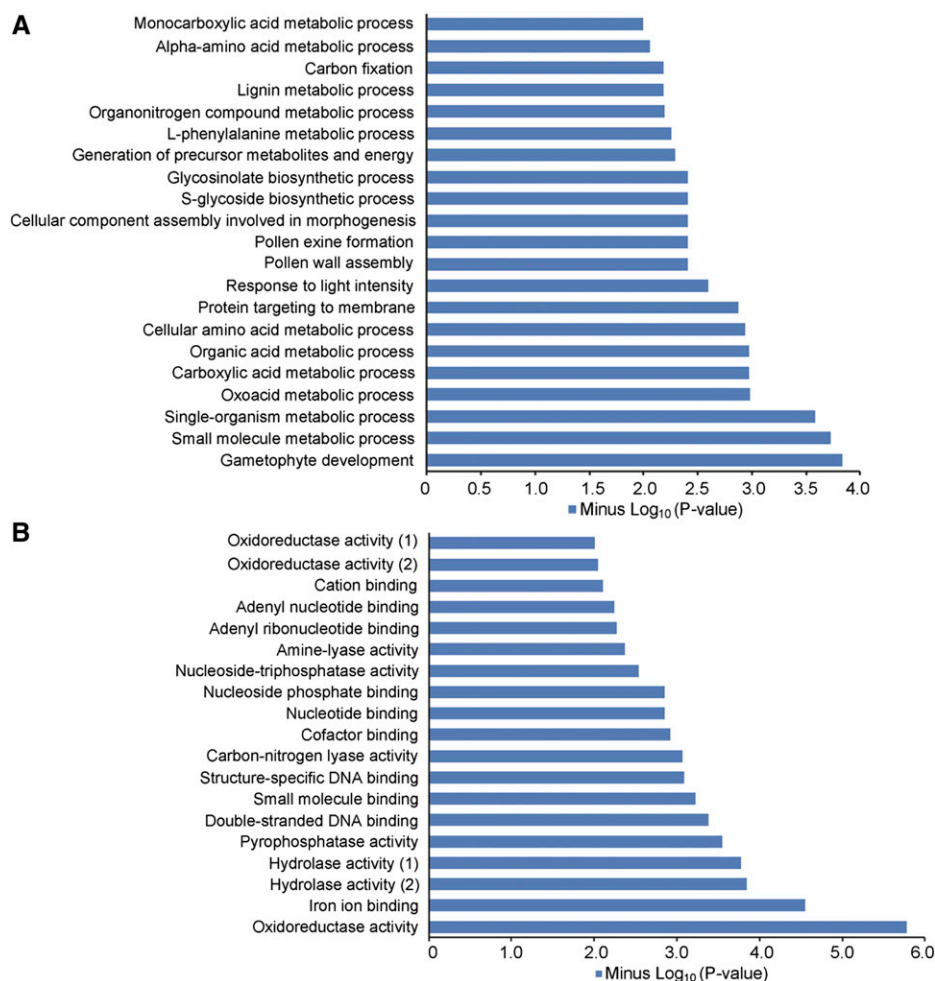 A
Monocarboxylic acid metabolic process
Alpha-amino acid metabolic process
Carbon fixation
Lignin metabolic process
Organonitrogen compound metabolic process
L-phenylalanine metabolic process
Generation of precursor metabolites and energy
Glycosinolate biosynthetic process
S-glycoside biosynthetic process
Cellular component assembly involved in morphogenesis
Pollen exine formation
Pollen wall assembly
Response to light intensity
Protein targeting to membrane
Cellular amino acid metabolic process
Organic acid metabolic process
Carboxylic acid metabolic process
Oxoacid metabolic process
Single-organism metabolic process
Small molecule metabolic process
Gametophyte development
0 0.5 1.0 1.5 2.0 2.5 3.0 3.5 4.0
Minus Log10 (P-value)
B
Oxidoreductase activity (1)
Oxidoreductase activity (2)
Cation binding
Adenyl nucleotide binding
Adenyl ribonucleotide binding
Amine-lyase activity
Nucleoside-triphosphatase activity
Nucleoside phosphate binding
Nucleotide binding
Cofactor binding
Carbon-nitrogen lyase activity
Structure-specific DNA binding
Small molecule binding
Double-stranded DNA binding
Pyrophosphatase activity
Hydrolase activity (1)
Hydrolase activity (2)
Iron ion binding
Oxidoreductase activity
0 1.0 2.0 3.0 4.0 5.0 6.0
Minus Log10 (P-value)